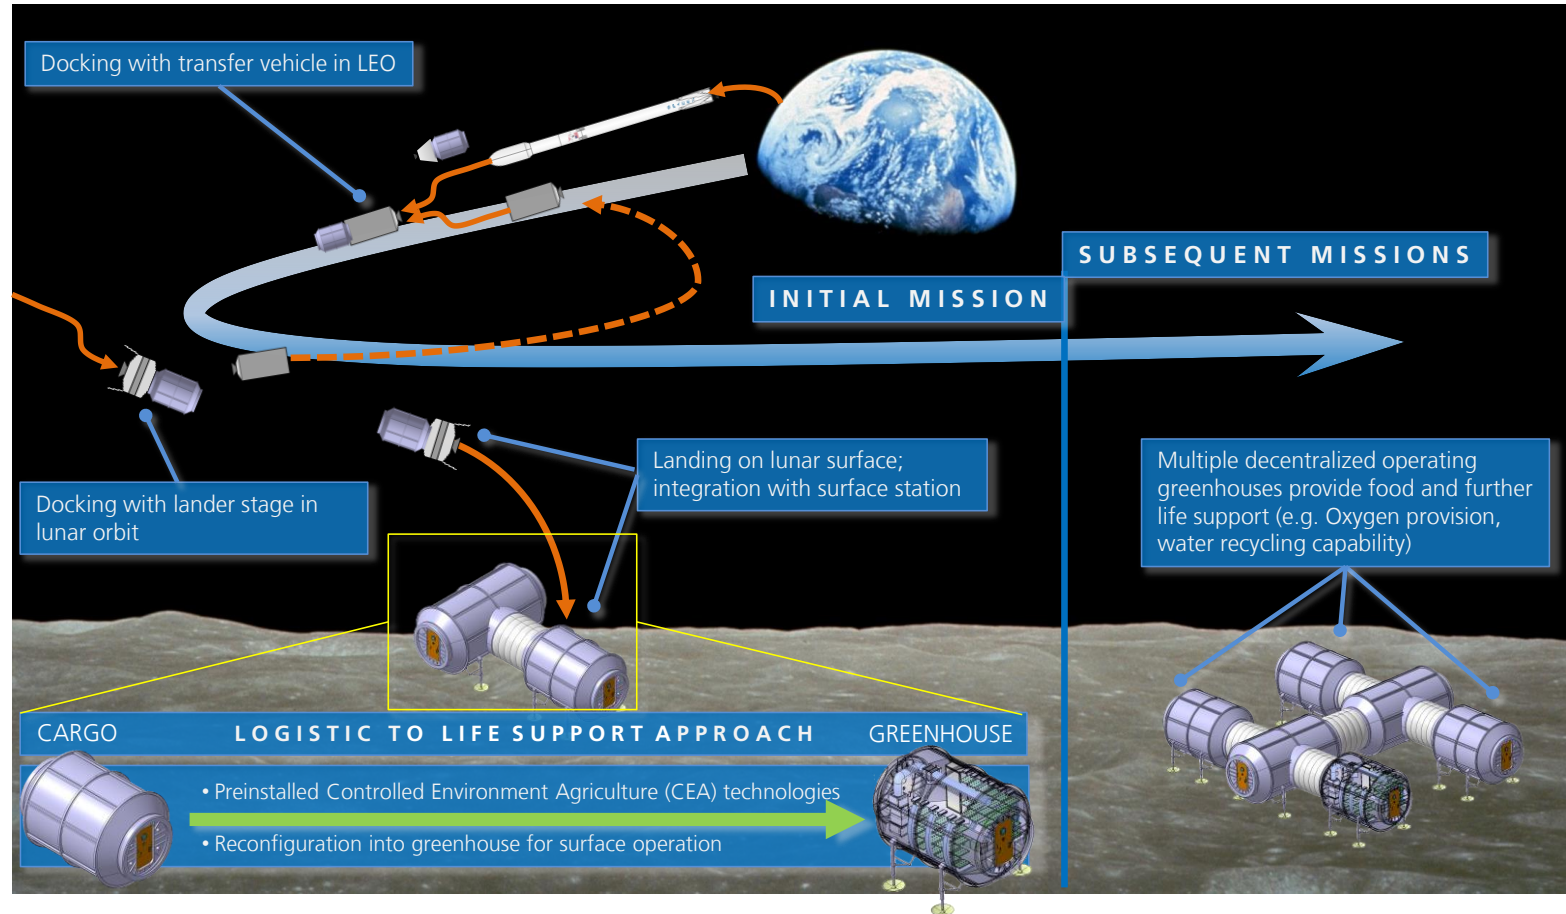 Docking with transfer vehicle in LEO
SUBSEQUENT MISSIONS
INITIAL MISSION
Docking with lander stage in
lunar orbit
Landing on lunar surface;
integration with surface station
Multiple decentralized operating
greenhouses provide food and further
life support (e.g. Oxygen provision,
water recycling capability)
CARGO
LOGISTIC TO LIFE SUPPORT APPROACH
GREENHOUSE
• Preinstalled Controlled Environment Agriculture (CEA) technologies
• Reconfiguration into greenhouse for surface operation